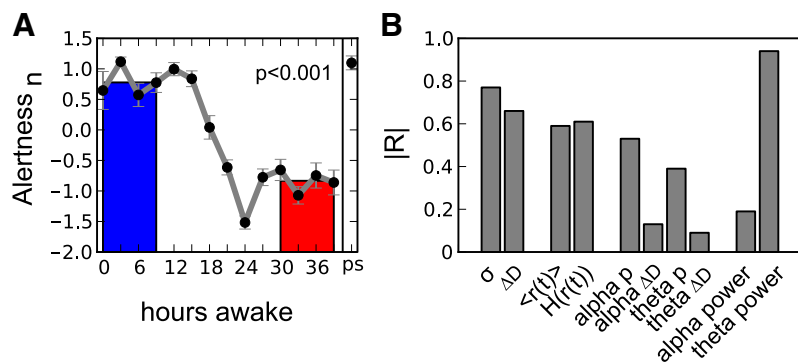 A
B
1.5
1.0
0.5
0.0
−0.5
−1.0
−1.5
−2.0
Alertness n
p<0.001
0 6 12 18 24 30 36 ps
hours awake
1.0
0.8
0.6
0.4
0.2
0
|R|
σ
ΔD
<r(t)>
H(r(t))
alpha p
alpha ΔD
theta p
theta ΔD
alpha power
theta power